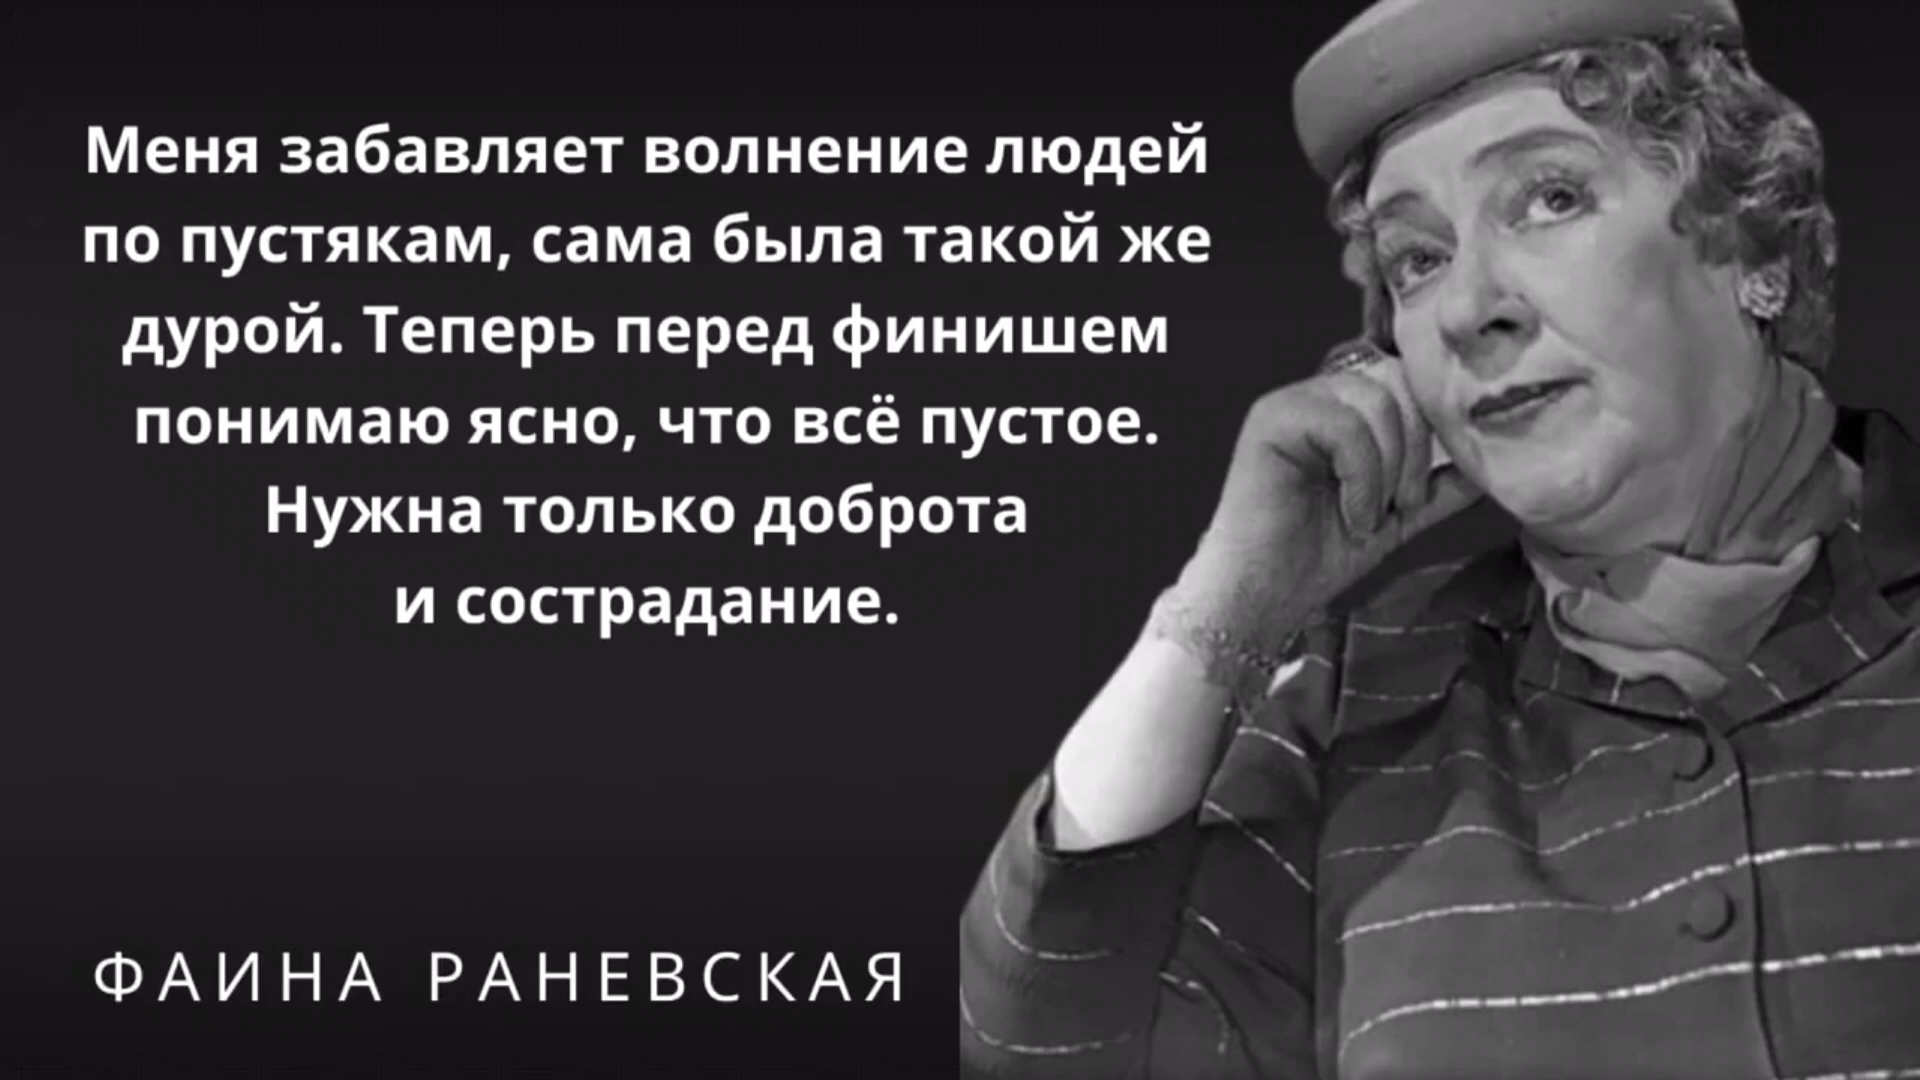 Меня забавляет волнение людей
по пустякам, сама была такой же
дурой. Теперь перед финишем
понимаю ясно, что всё пустое.
Нужна только доброта
и сострадание.
ФАИНА РАНЕВСКАЯ